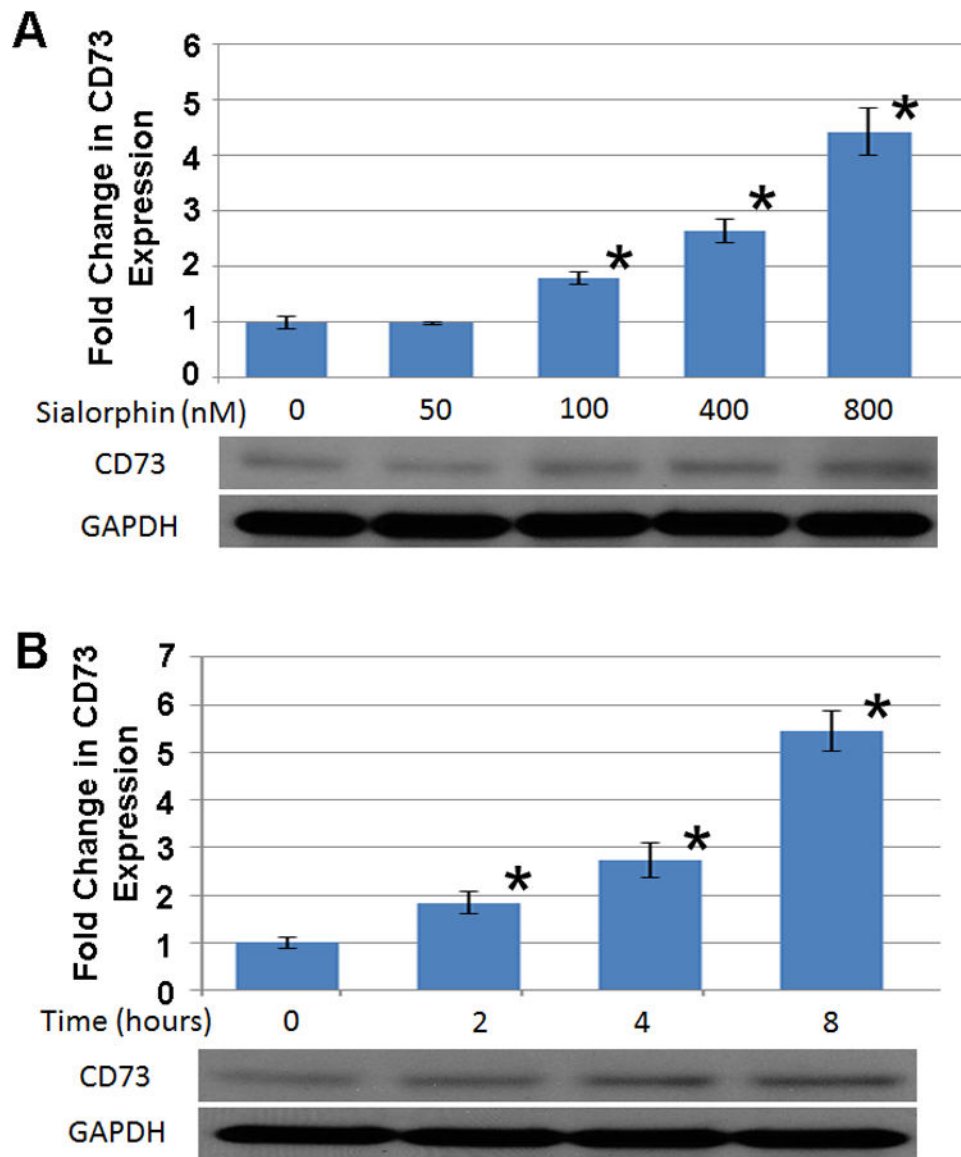 A
Fold Change in CD73
Expression
6
5
4
3
2
1
0
*
*
*
Sialorphin (nM) 0 50 100 400 800
CD73
GAPDH
B
Fold Change in CD73
Expression
7
6
5
4
3
2
1
0
*
*
*
Time (hours) 0 2 4 8
CD73
GAPDH